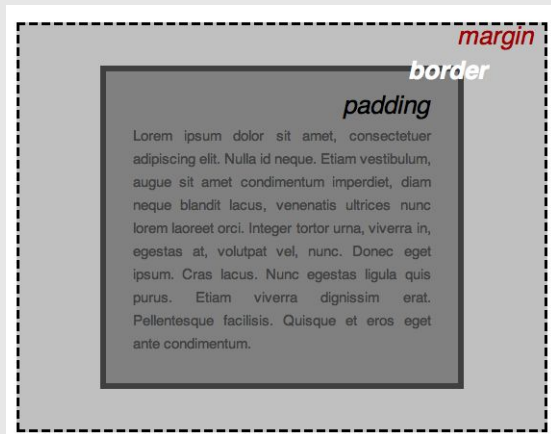 margin
border
padding
Lorem ipsum dolor sit amet, consectetuer
adipiscing elit. Nulla id neque. Etiam vestibulum,
augue sit amet condimentum imperdiet, diam
neque blandit lacus, venenatis ultrices nunc
lorem laoreet orci. Integer tortor urna, viverra in,
egestas at, volutpat vel, nunc. Donec eget
ipsum. Cras lacus. Nunc egestas ligula quis
purus. Etiam viverra dignissim erat.
Pellentesque facilisis. Quisque et eros eget
ante condimentum.